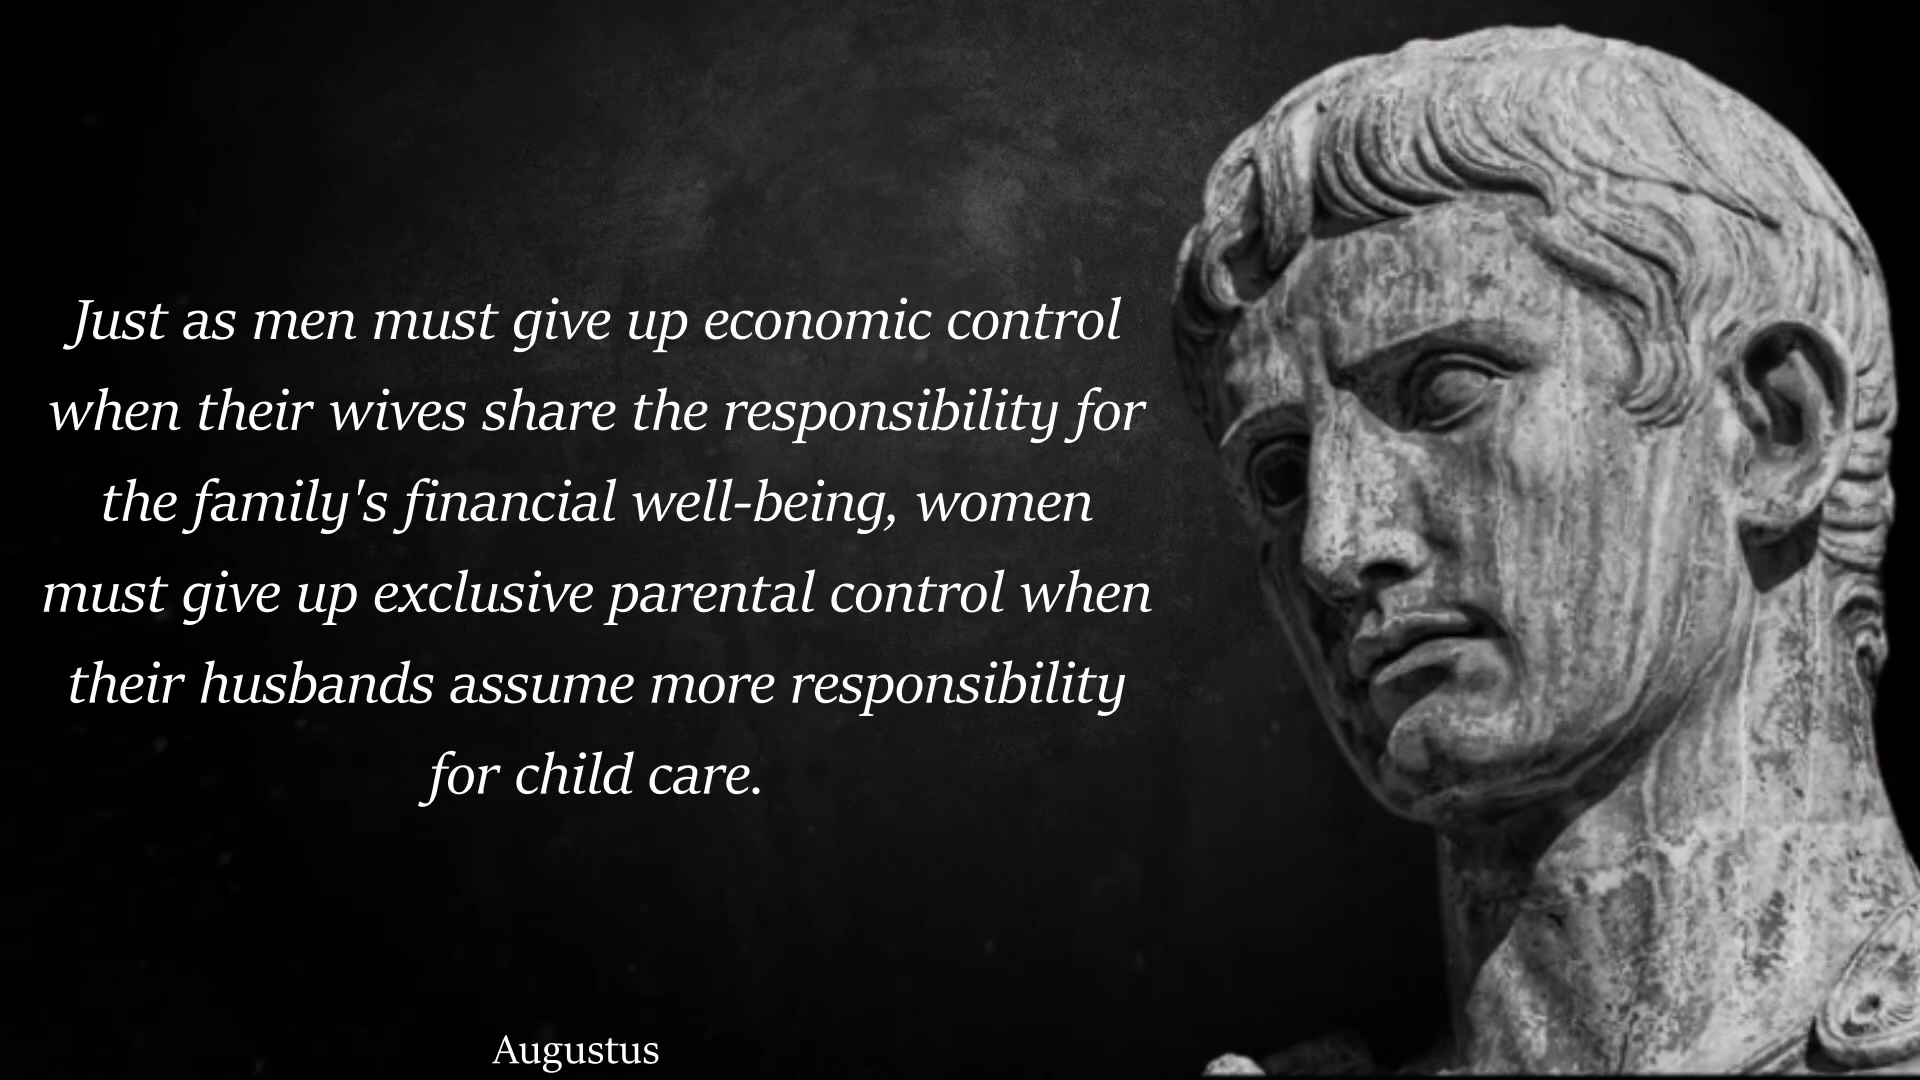 Just as men must give up economic control
when their wives share the responsibility for
the family's financial well-being, women
must give up exclusive parental control when
their husbands assume more responsibility
for child care.
Augustus